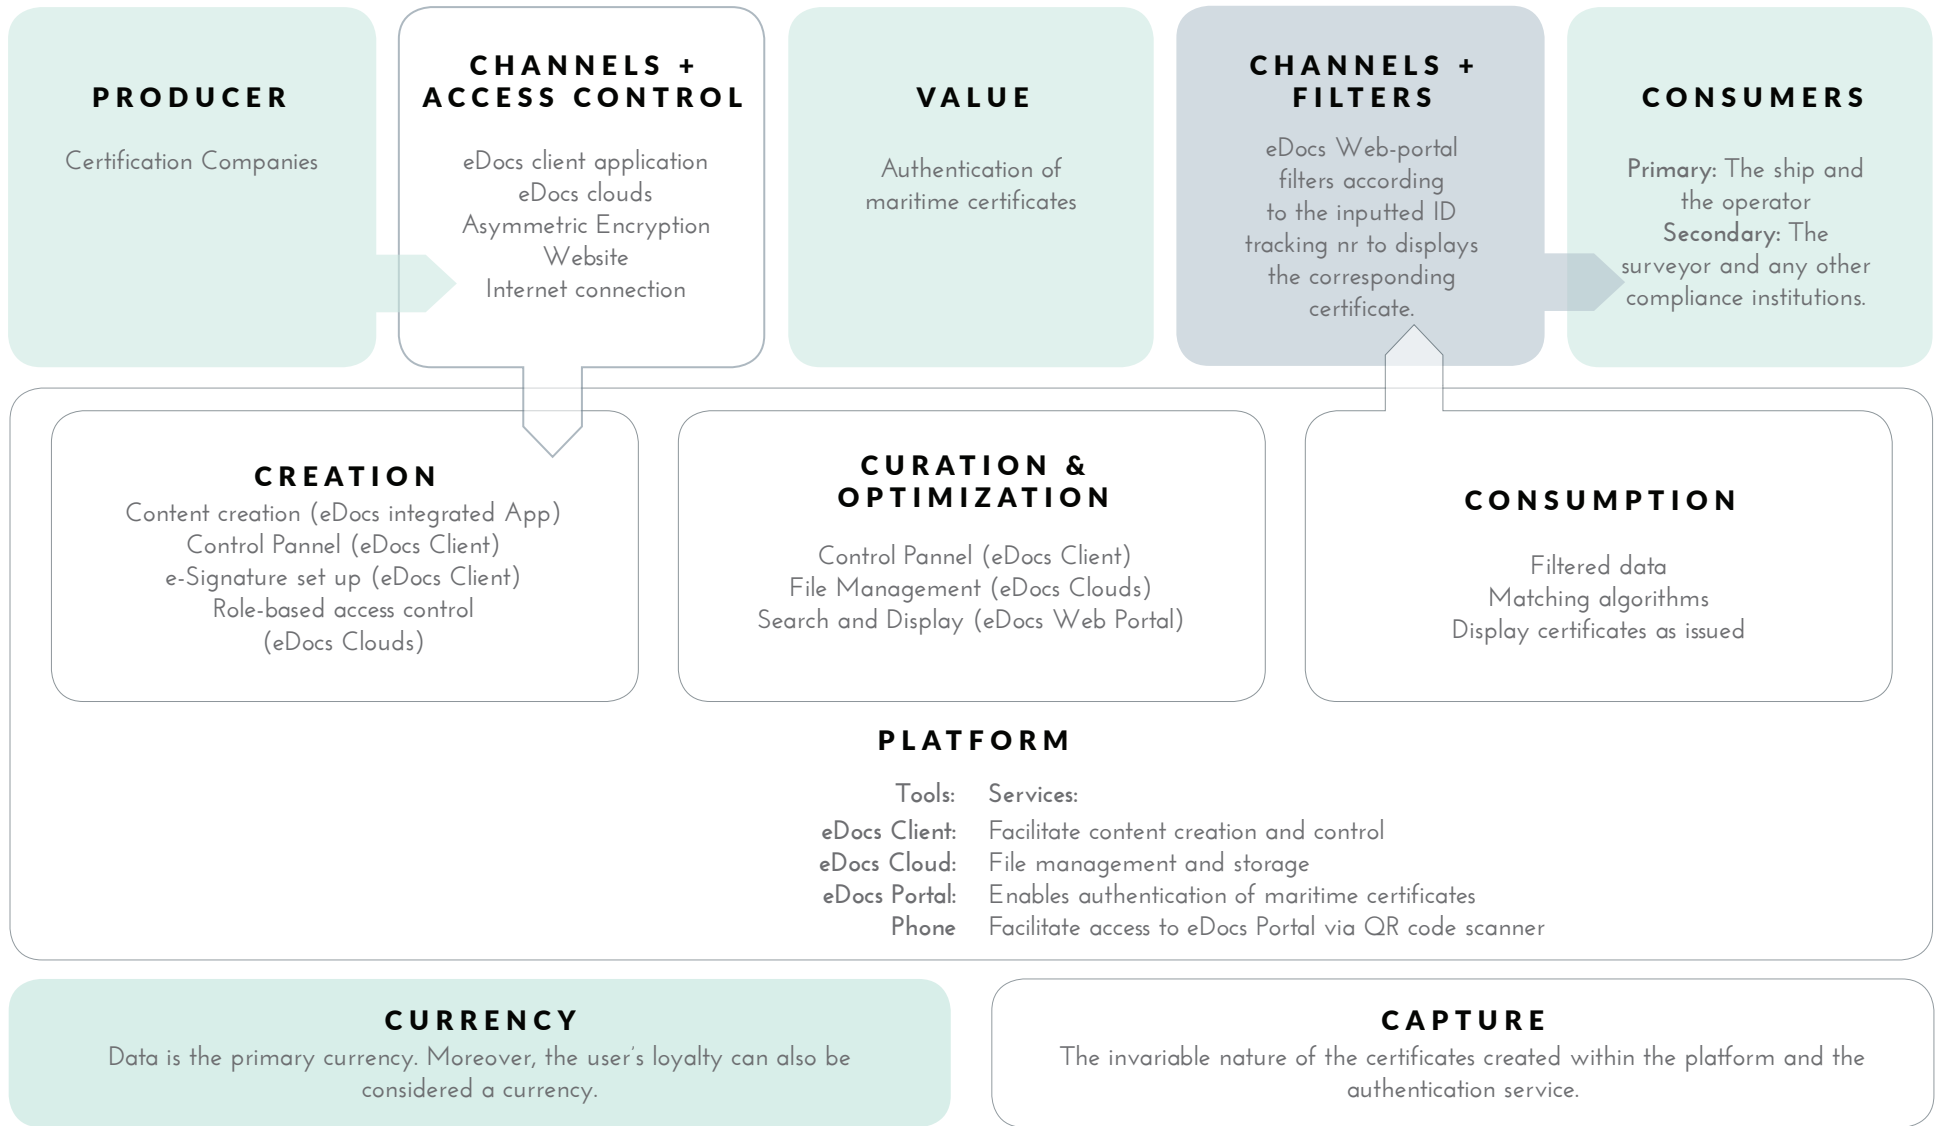 PRODUCER
Certification Companies
CHANNELS +
ACCESS CONTROL
eDocs client application
eDocs clouds
Asymmetric Encryption
Website
Internet connection
VALUE
Authentication of
maritime certificates
CHANNELS +
FILTERS
eDocs Web-portal
filters according
to the inputted ID
tracking nr to displays
the corresponding
certificate.
CONSUMERS
Primary: The ship and
the operator
Secondary: The
surveyor and any other
compliance institutions.
CREATION
Content creation (eDocs integrated App)
Control Pannel (eDocs Client)
e-Signature set up (eDocs Client)
Role-based access control
(eDocs Clouds)
CURATION &
OPTIMIZATION
Control Pannel (eDocs Client)
File Management (eDocs Clouds)
Search and Display (eDocs Web Portal)
CONSUMPTION
Filtered data
Matching algorithms
Display certificates as issued
PLATFORM
Tools: Services:
eDocs Client: Facilitate content creation and control
eDocs Cloud: File management and storage
eDocs Portal: Enables authentication of maritime certificates
Phone Facilitate access to eDocs Portal via QR code scanner
CURRENCY
Data is the primary currency. Moreover, the user's loyalty can also be
considered a currency.
CAPTURE
The invariable nature of the certificates created within the platform and the
authentication service.